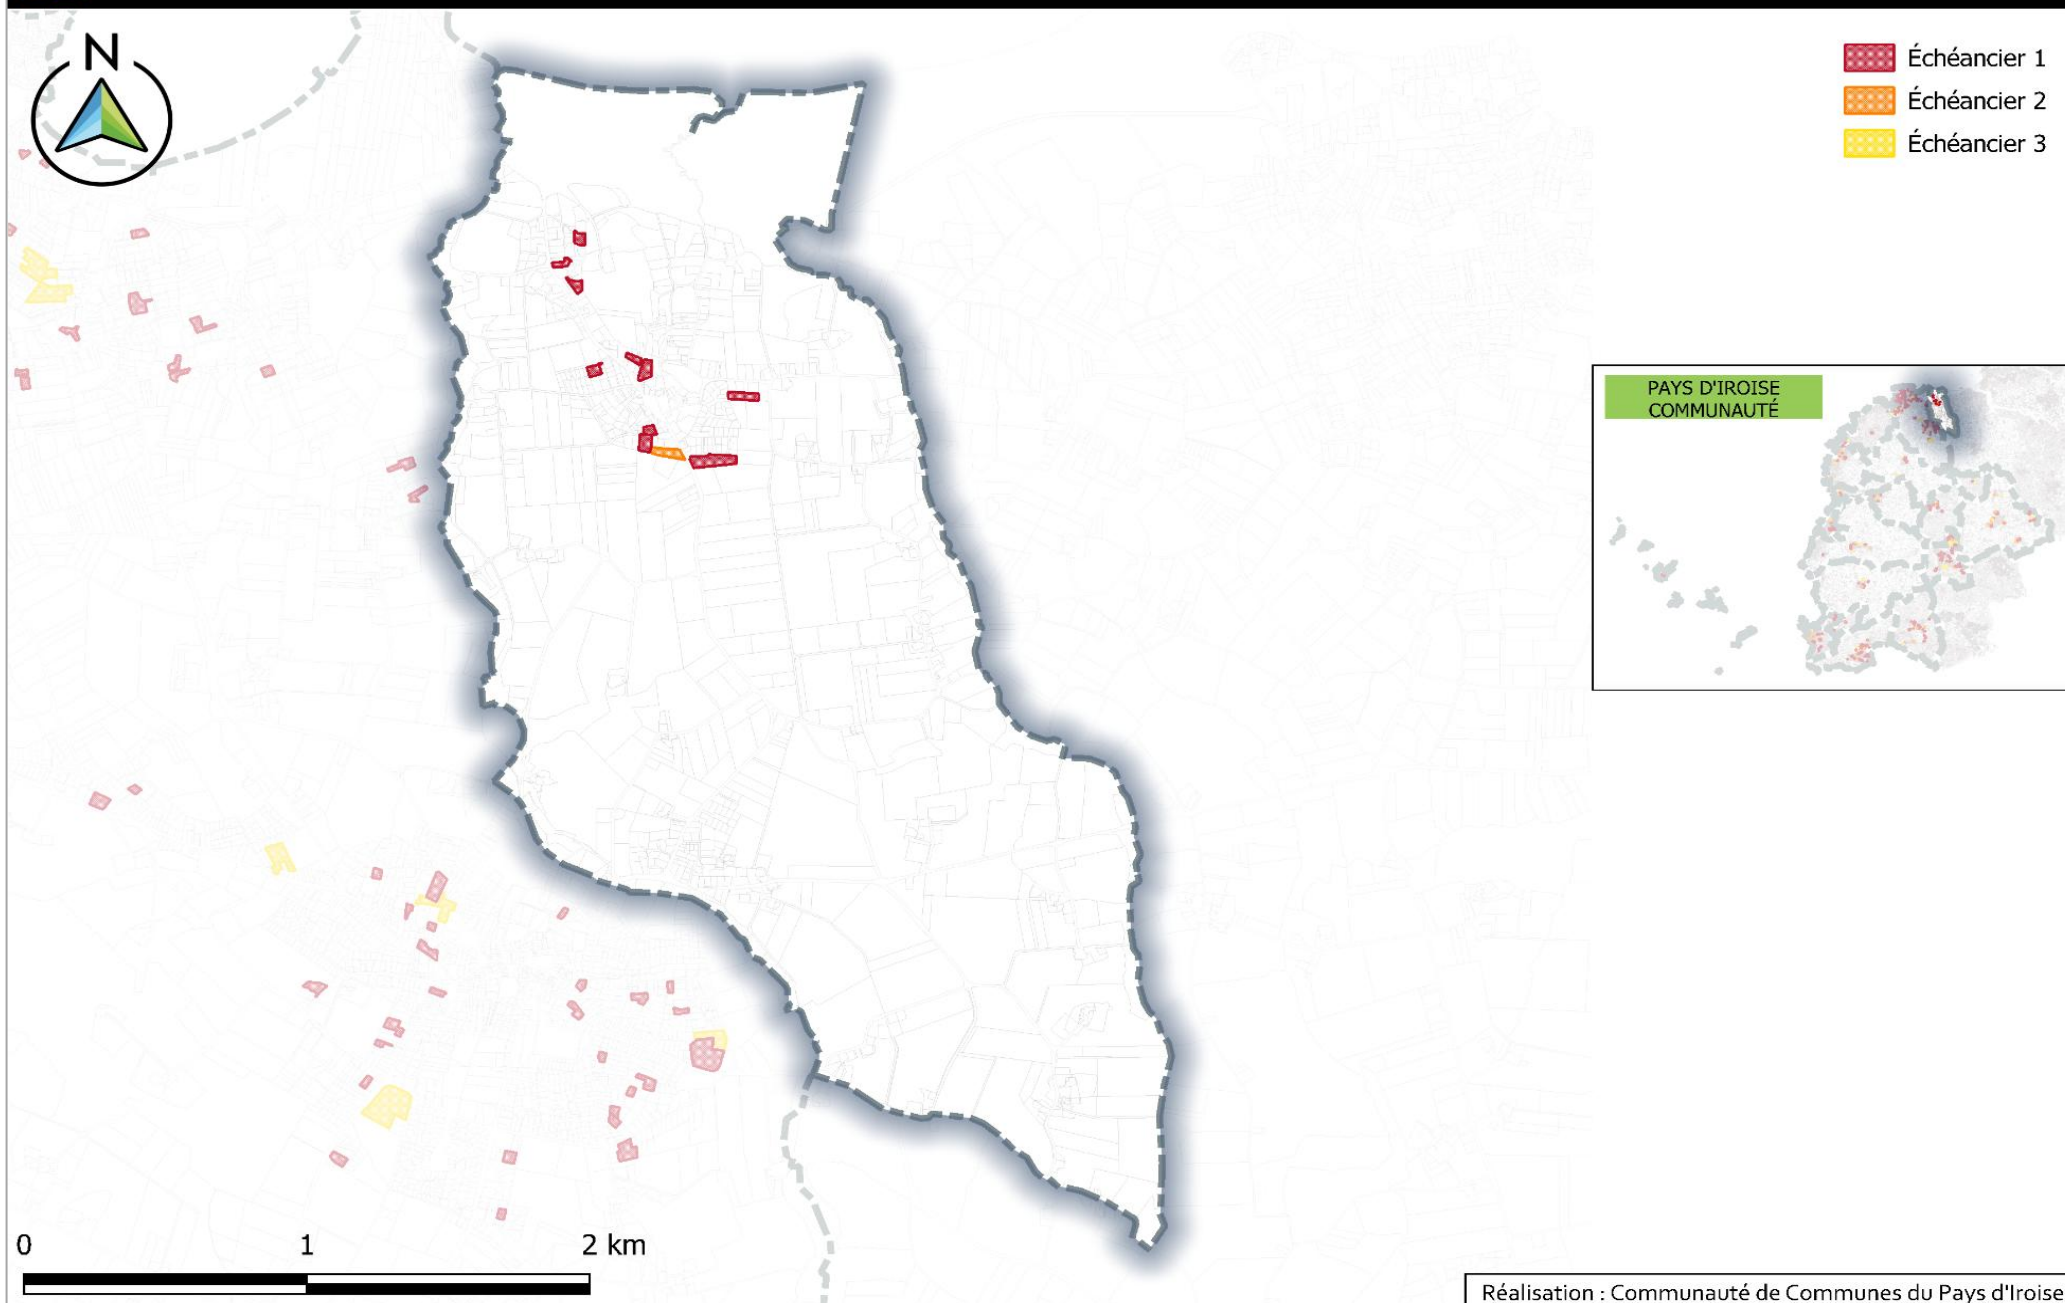 N
Échéancier 1
Échéancier 2
Échéancier 3
PAYS D'IROISE
COMMUNAUTÉ
0 1 2 km
Réalisation : Communauté de Communes du Pays d'Iroise